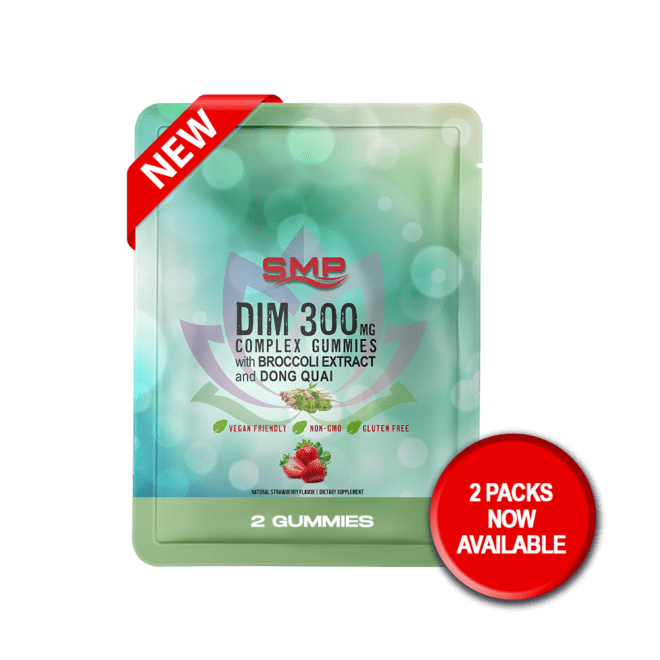 NEW
SMP
DIM 300MG
COMPLEX GUMMIES
with BROCCOLI EXTRACT
and DONG QUAI
VEGAN FRIENDLY NON-GMO GLUTEN FREE
NATURAL STRAWBERRY FLAVOR | DIETARY SUPPLEMENT
2 GUMMIES
2 PACKS
NOW
AVAILABLE